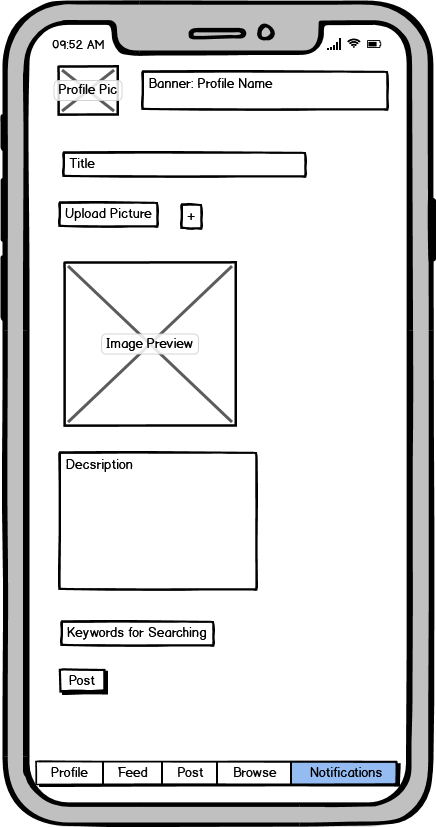 09:52 AM
Profile Pic
Banner: Profile Name
Title
Upload Picture
+
Image Preview
Decsription
Keywords for Searching
Post
Profile Feed Post Browse Notifications